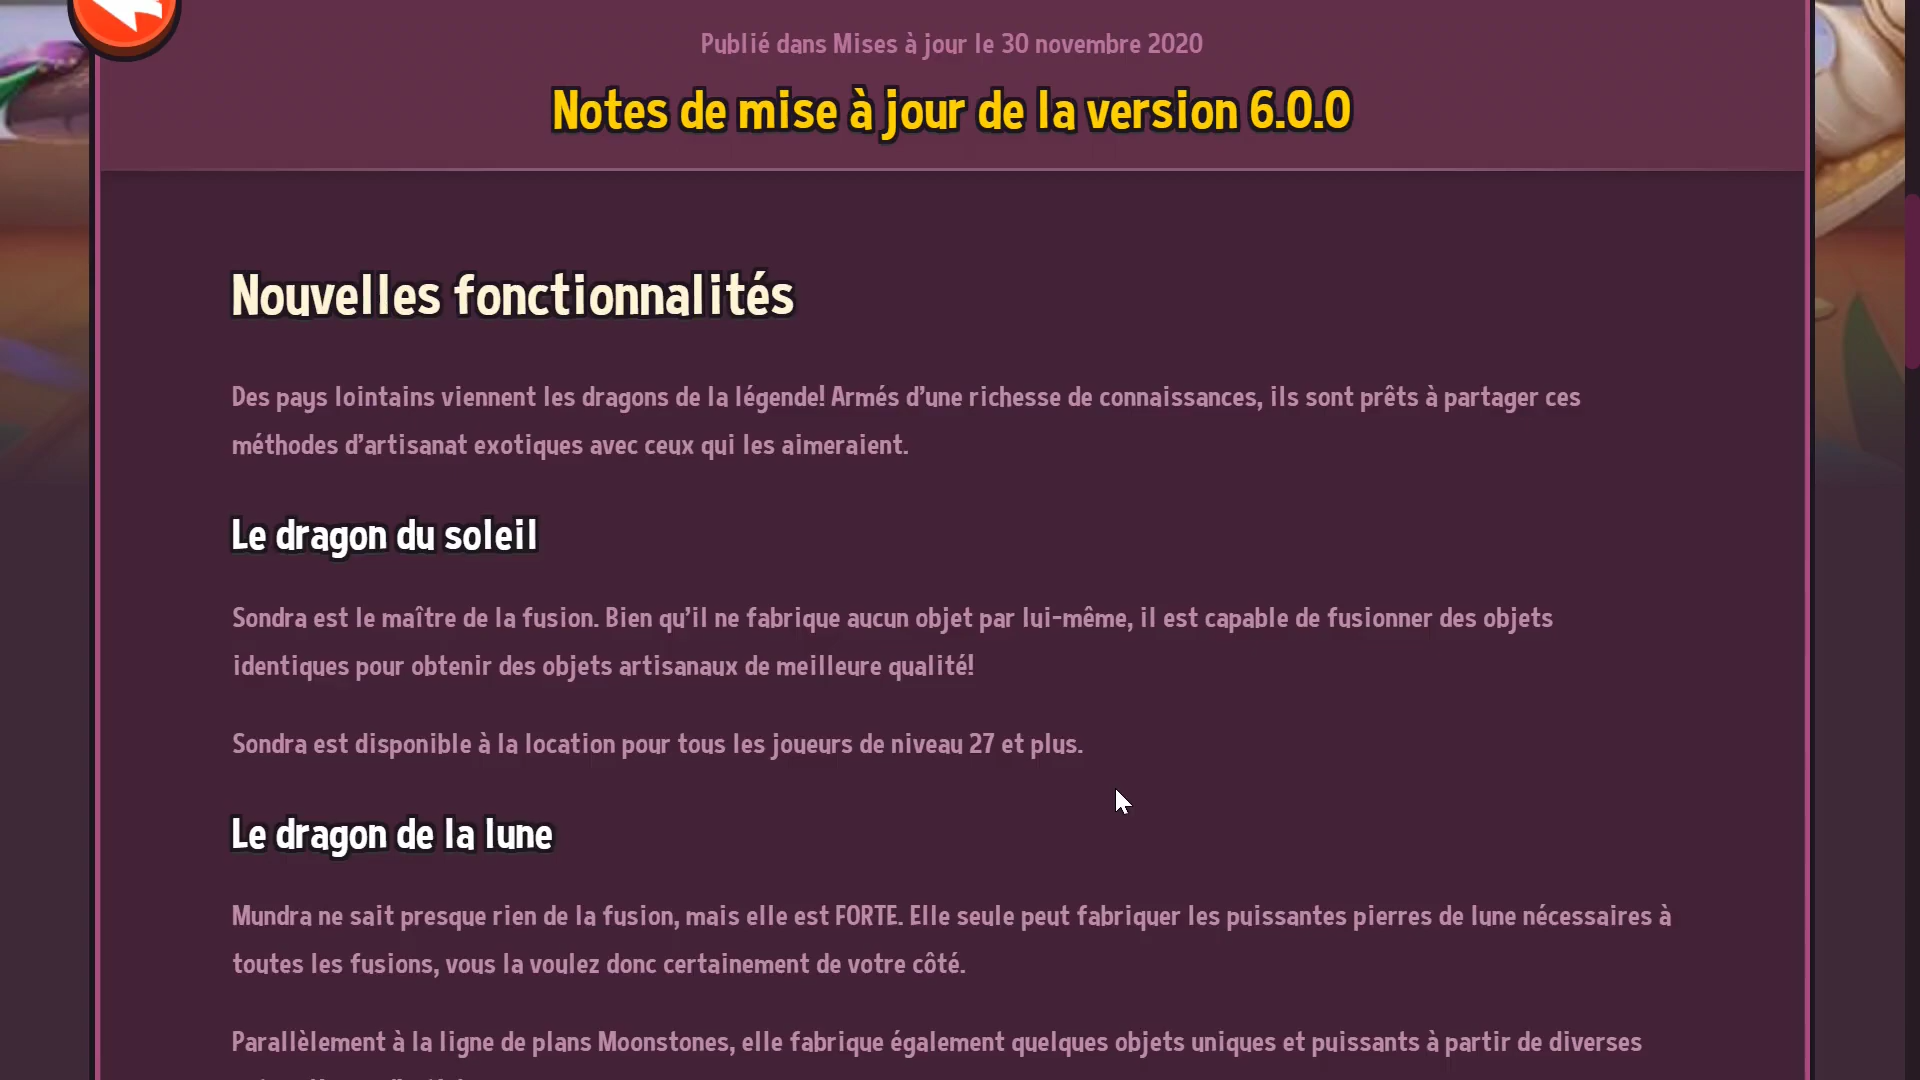 Publié dans Mises à jour le 30 novembre 2020
Notes de mise à jour de la version 6.0.0
Nouvelles fonctionnalités
Des pays lointains viennent les dragons de la légende! Armés d’une richesse de connaissances, ils sont prêts à partager ces
méthodes d’artisanat exotiques avec ceux qui les aimeraient.
Le dragon du soleil
Sondra est le maître de la fusion. Bien qu’il ne fabrique aucun objet par lui-même, il est capable de fusionner des objets
identiques pour obtenir des objets artisanaux de meilleure qualité!
Sondra est disponible à la location pour tous les joueurs de niveau 27 et plus.
Le dragon de la lune
Mundra ne sait presque rien de la fusion, mais elle est FORTE. Elle seule peut fabriquer les puissantes pierres de lune nécessaires à
toutes les fusions, vous la voulez donc certainement de votre côté.
Parallèlement à la ligne de plans Moonstones, elle fabrique également quelques objets uniques et puissants à partir de diverses